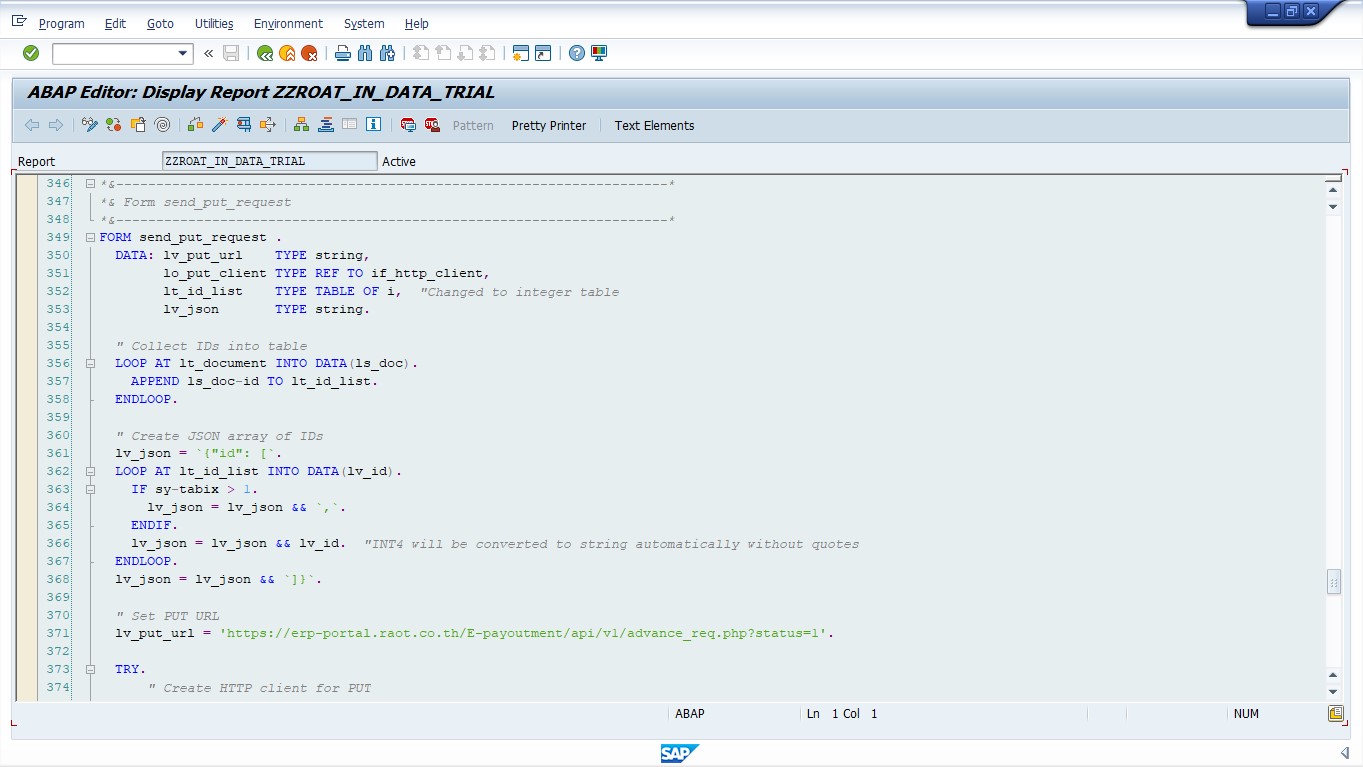 Program Edit Goto Utilities Environment System Help
ABAP Editor: Display Report ZZROAT_IN_DATA_TRIAL
Pattern Pretty Printer Text Elements
Report ZZROAT_IN_DATA_TRIAL Active
346 *&---------------------------------------------------------------------*
347 *& Form send_put_request
348 *&---------------------------------------------------------------------*
349 FORM send_put_request .
350 DATA: lv_put_url TYPE string,
351 lo_put_client TYPE REF TO if_http_client,
352 lt_id_list TYPE TABLE OF i, "Changed to integer table
353 lv_json TYPE string.
354
355 " Collect IDs into table
356 LOOP AT lt_document INTO DATA(ls_doc).
357 APPEND ls_doc-id TO lt_id_list.
358 ENDLOOP.
359
360 " Create JSON array of IDs
361 lv_json = `{"id": [`.
362 LOOP AT lt_id_list INTO DATA(lv_id).
363 IF sy-tabix > 1.
364 lv_json = lv_json && `,`.
365 ENDIF.
366 lv_json = lv_json && lv_id. "INT4 will be converted to string automatically without quotes
367 ENDLOOP.
368 lv_json = lv_json && `]}`.
369
370 " Set PUT URL
371 lv_put_url = 'https://erp-portal.raot.co.th/E-payoutment/api/v1/advance_req.php?status=1'.
372
373 TRY.
374 " Create HTTP client for PUT
ABAP Ln 1 Col 1 NUM
SAP